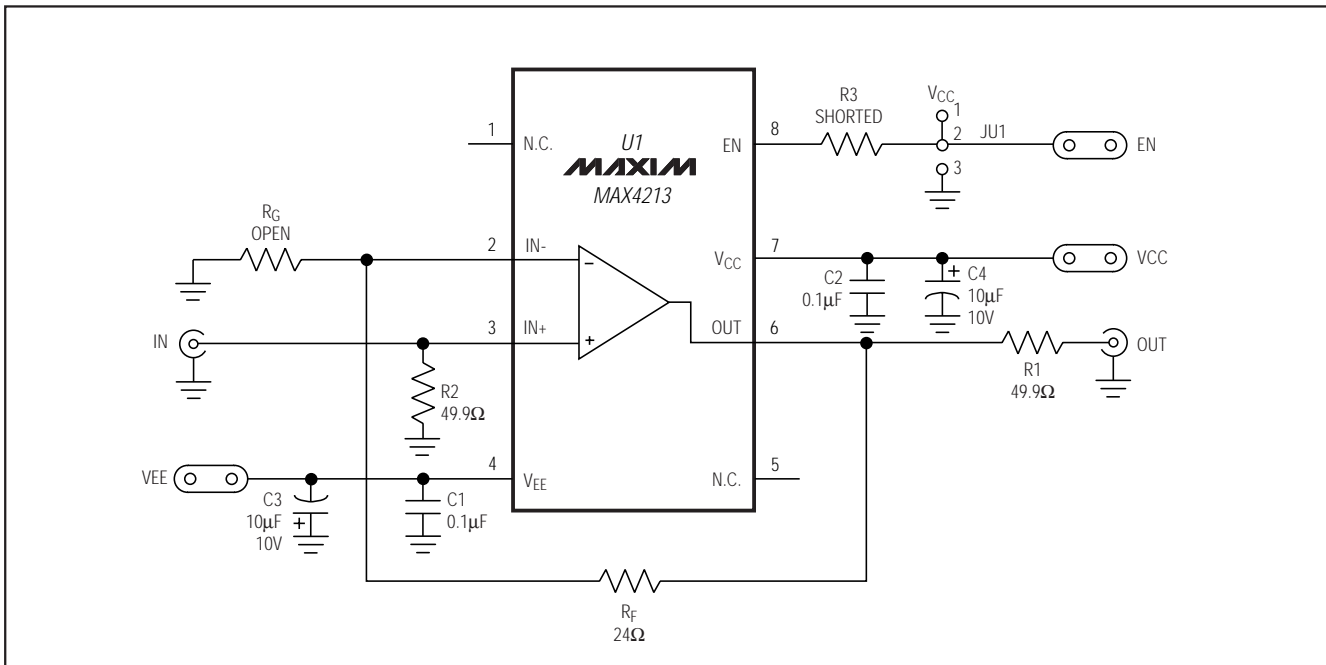 R3
SHORTED
VCC
1
2
3
JU1
EN
1
N.C.
U1
MAXIM
MAX4213
EN
8
RG
OPEN
2
IN-
−
VCC
7
VCC
C2
0.1µF
+
C4
10µF
10V
IN
3
IN+
+
OUT
6
OUT
R1
49.9Ω
R2
49.9Ω
VEE
4
VEE
N.C.
5
C3
10µF
+
10V
C1
0.1µF
RF
24Ω